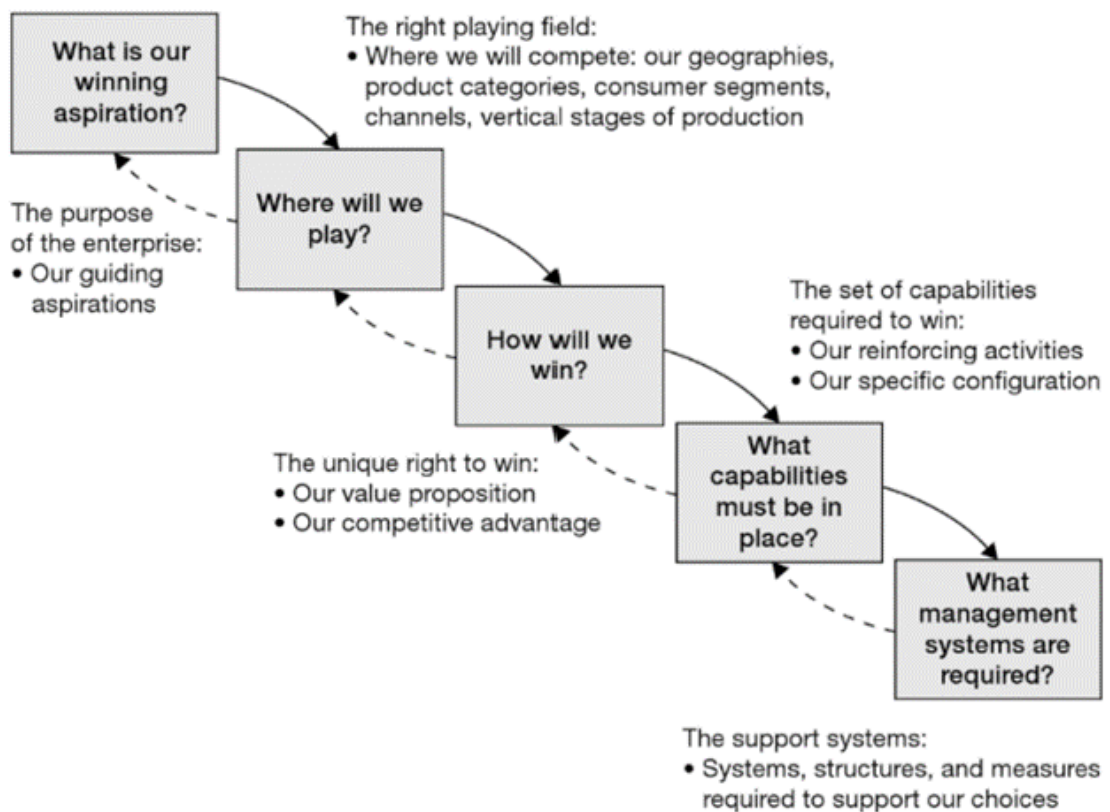 What is our
winning
aspiration?
The right playing field:
• Where we will compete: our geographies,
product categories, consumer segments,
channels, vertical stages of production
Where will we
play?
The purpose
of the enterprise:
• Our guiding
aspirations
How will we
win?
The set of capabilities
required to win:
• Our reinforcing activities
• Our specific configuration
The unique right to win:
• Our value proposition
• Our competitive advantage
What
capabilities
must be in
place?
What
management
systems are
required?
The support systems:
• Systems, structures, and measures
required to support our choices